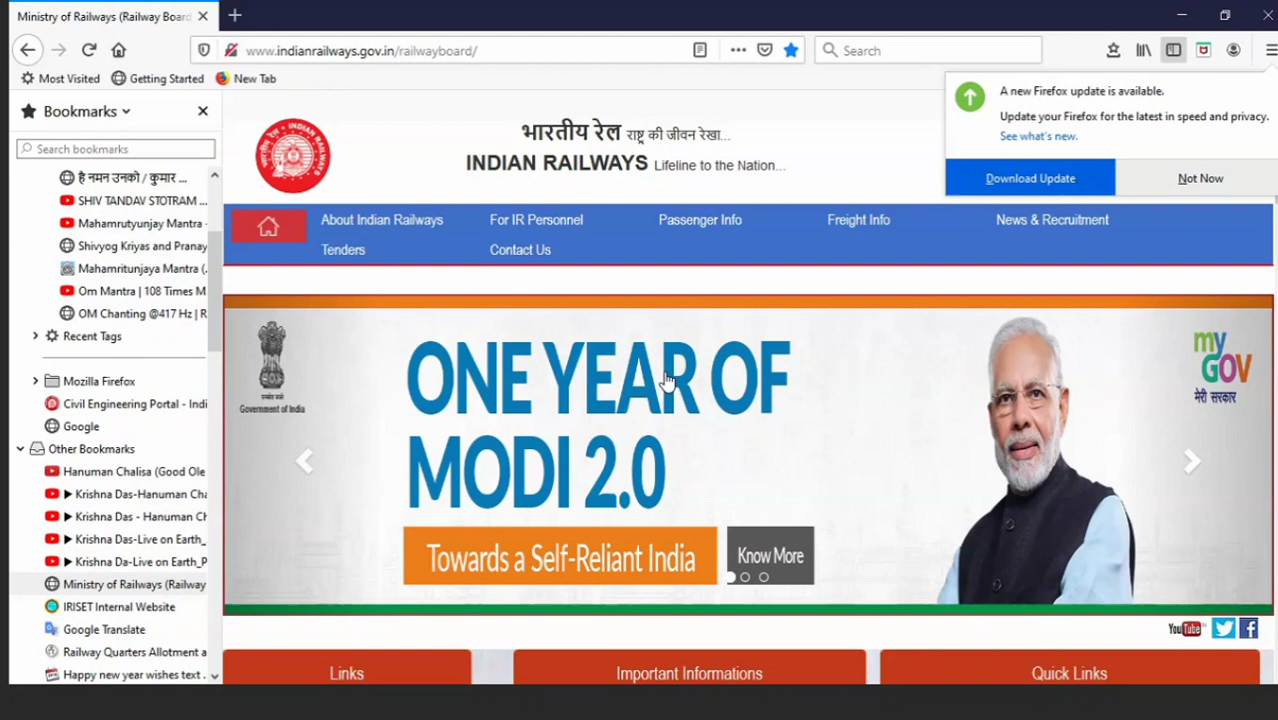 Ministry of Railways (Railway Board
www.indianrailways.gov.in/railwayboard/
Search
Most Visited
Getting Started
New Tab
A new Firefox update is available.
Update your Firefox for the latest in speed and privacy.
See what's new.
Download Update
Not Now
Bookmarks
Search bookmarks
है नमन उनको / कुमार ...
SHIV TANDAV STOTRAM ...
Mahamrutyunjay Mantra -
Shivyog Kriyas and Pranay
Mahamritunjaya Mantra (.
Om Mantra | 108 Times M
OM Chanting @417 Hz | R
Recent Tags
Mozilla Firefox
Civil Engineering Portal - Indi
Google
Other Bookmarks
Hanuman Chalisa (Good Ole
▶ Krishna Das-Hanuman Cha
▶ Krishna Das - Hanuman Ch
▶ Krishna Das-Live on Earth_
▶ Krishna Da-Live on Earth_P
Ministry of Railways (Railway
IRISET Internal Website
Google Translate
Railway Quarters Allotment a
Happy new year wishes text .
भारतीय रेल राष्ट्र की जीवन रेखा...
INDIAN RAILWAYS Lifeline to the Nation...
About Indian Railways
For IR Personnel
Passenger Info
Freight Info
News & Recruitment
Tenders
Contact Us
Government of India
ONE YEAR OF
MODI 2.0
Towards a Self-Reliant India
Know More
my
GOV
मेरी सरकार
YouTube
Links
Important Informations
Quick Links